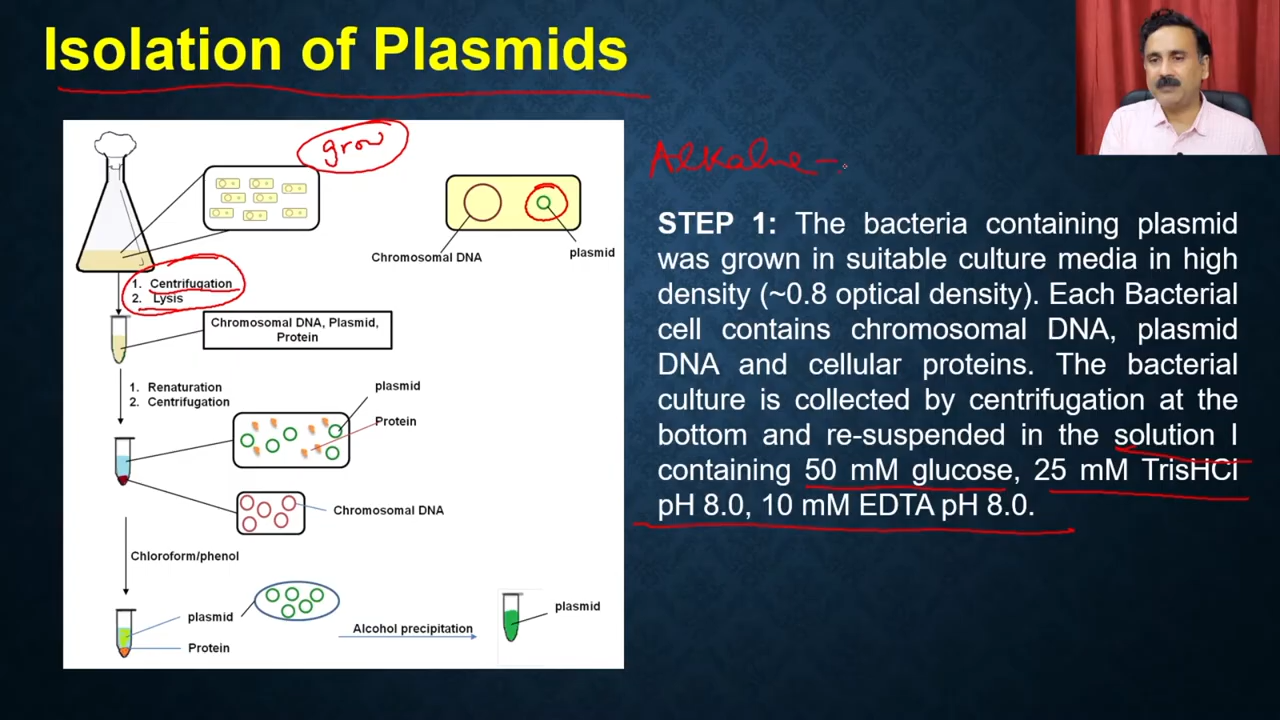 Isolation of Plasmids
grow
Chromosomal DNA
plasmid
1. Centrifugation
2. Lysis
Chromosomal DNA, Plasmid,
Protein
1. Renaturation
2. Centrifugation
plasmid
Protein
Chromosomal DNA
Chloroform/phenol
plasmid
Protein
Alcohol precipitation
plasmid
Alkaline -
STEP 1: The bacteria containing plasmid
was grown in suitable culture media in high
density (~0.8 optical density). Each Bacterial
cell contains chromosomal DNA, plasmid
DNA and cellular proteins. The bacterial
culture is collected by centrifugation at the
bottom and re-suspended in the solution I
containing 50 mM glucose, 25 mM TrisHCl
pH 8.0, 10 mM EDTA pH 8.0.